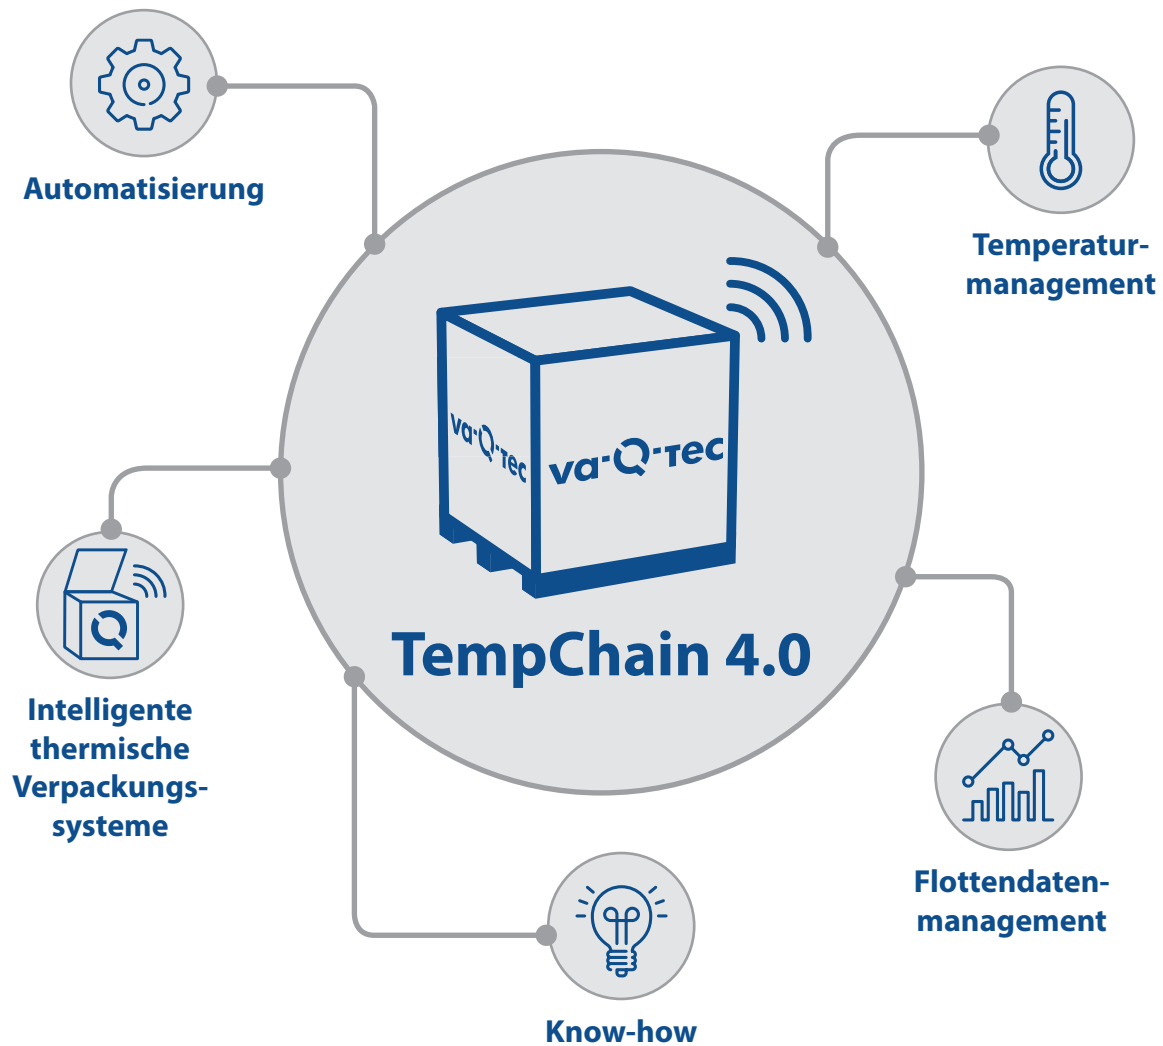 Automatisierung
Temperatur-
management
va-Q-tec
va-Q-tec
TempChain 4.0
Intelligente
thermische
Verpackungs-
systeme
Flottendaten-
management
Know-how